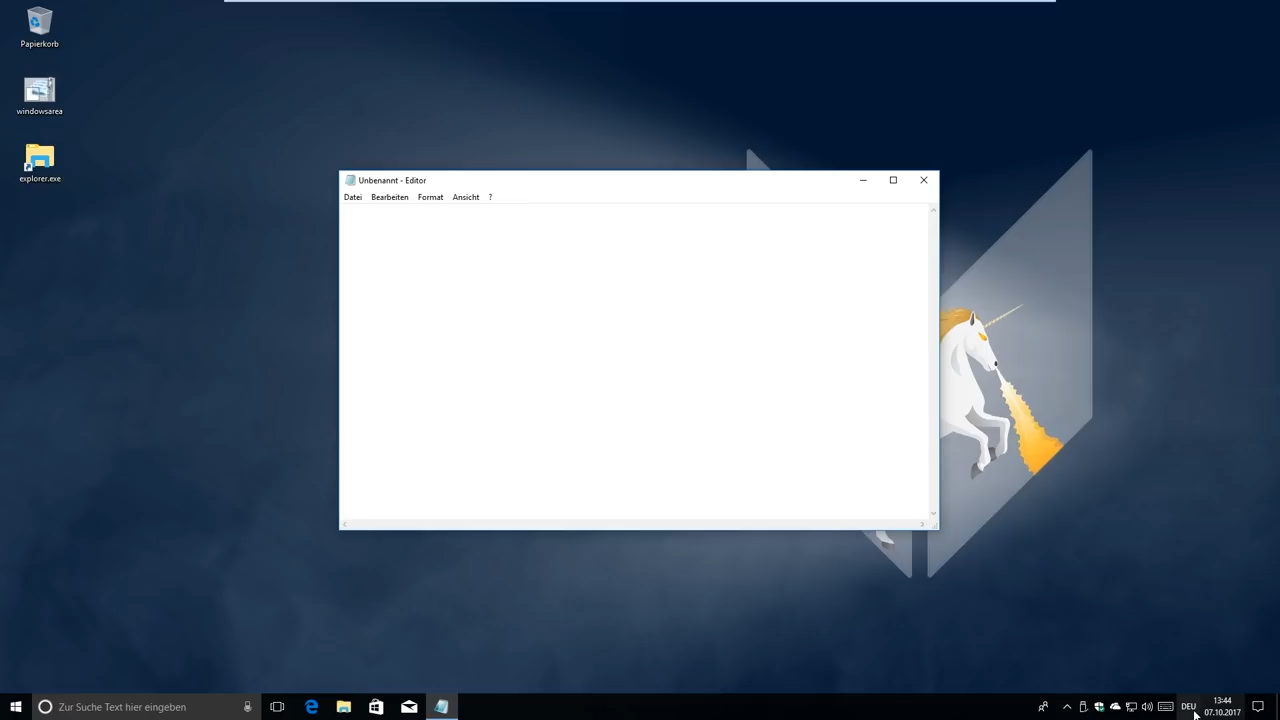 Papierkorb
windowsarea
explorer.exe
Unbenannt - Editor
Datei Bearbeiten Format Ansicht ?
Zur Suche Text hier eingeben
DEU
13:44
07.10.2017